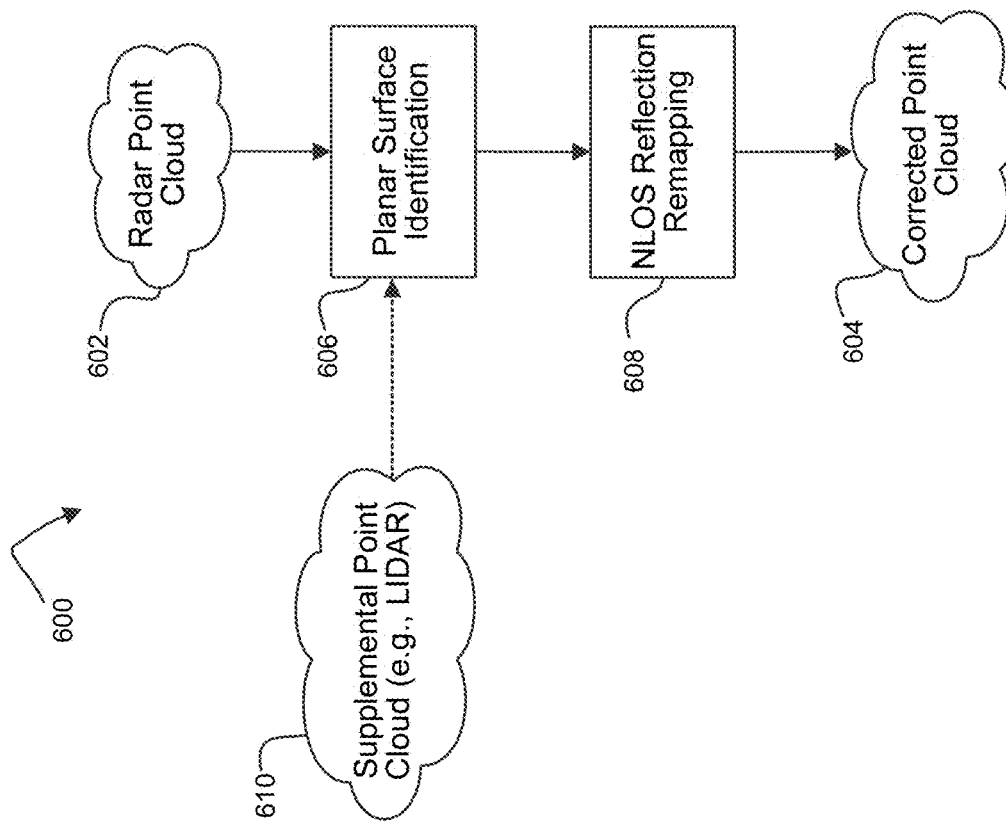 600
602
Radar Point
Cloud
606
Planar Surface
Identification
610
Supplemental Point
Cloud (e.g., LIDAR)
608
NLOS Reflection
Remapping
604
Corrected Point
Cloud